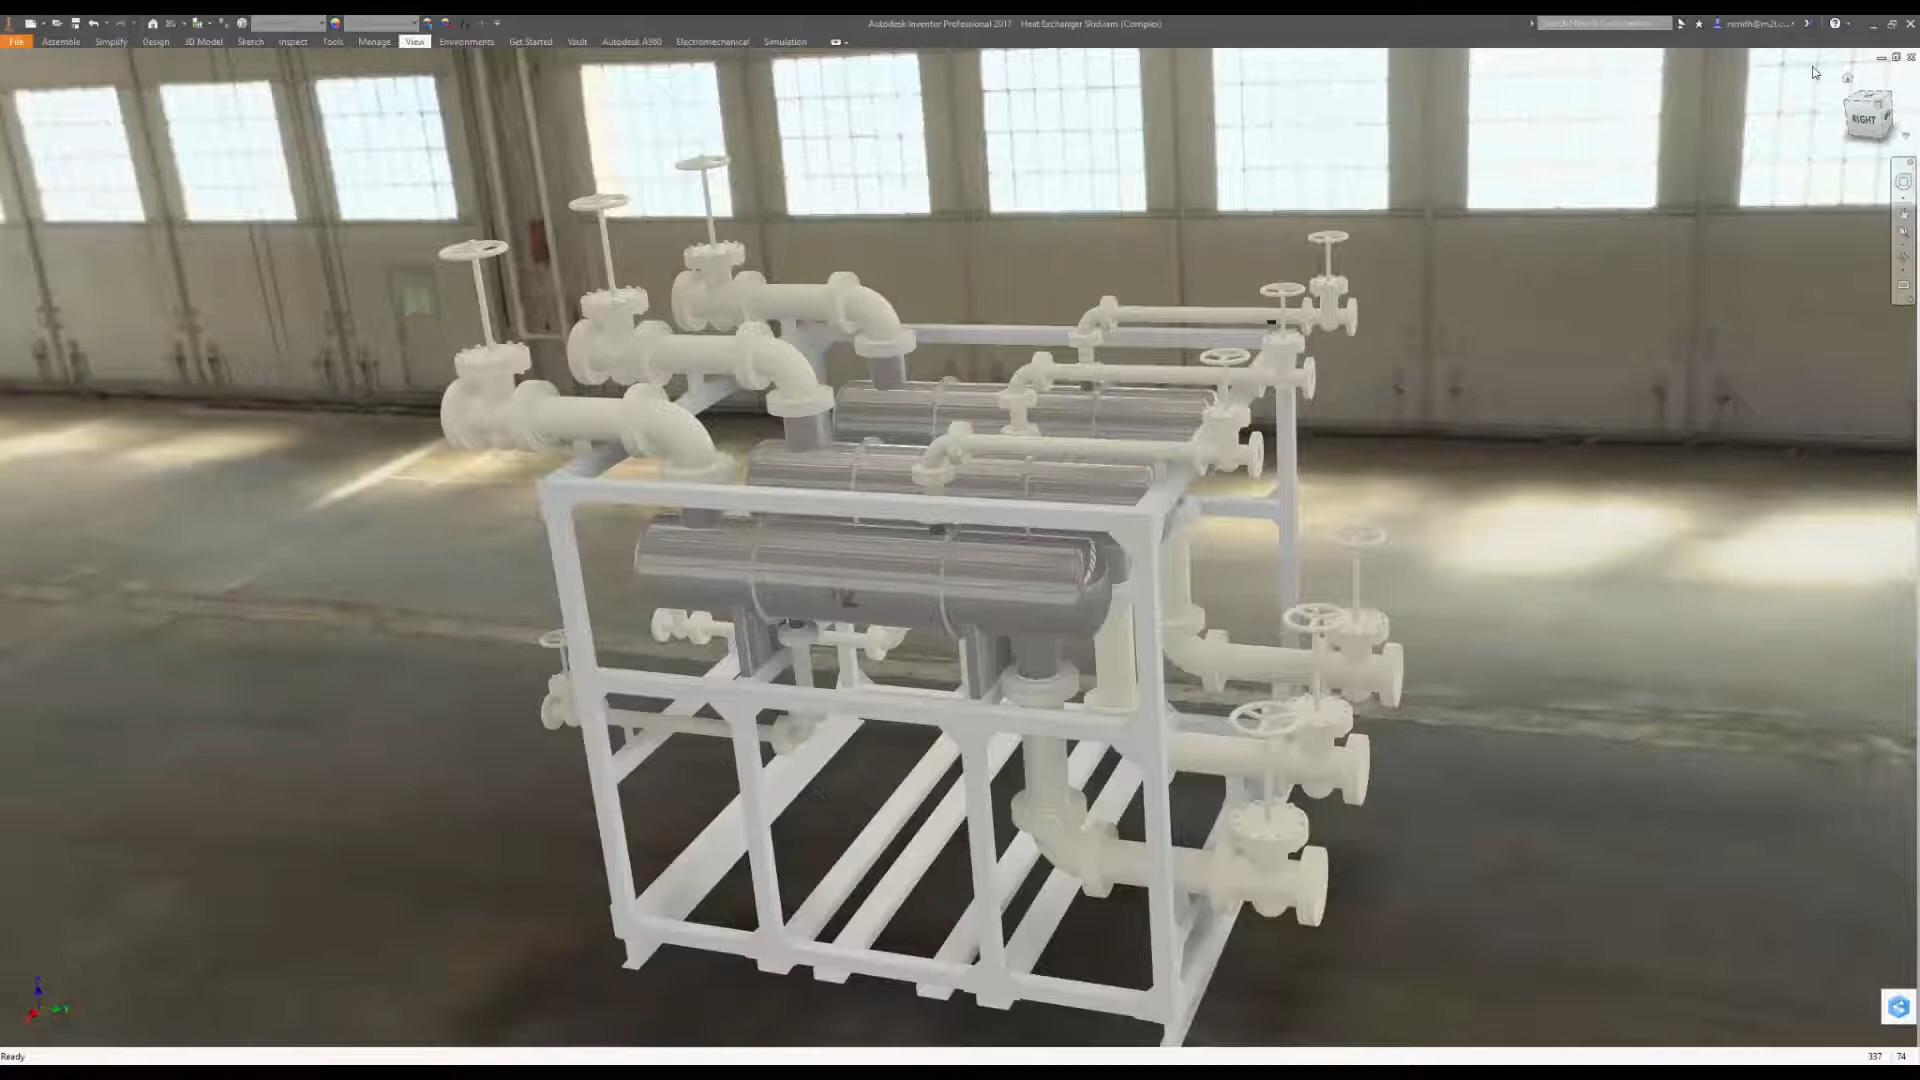 Autodesk Inventor Professional 2017 Heat Exchanger Skid.iam (Complex)
File Assemble Simplify Design 3D Model Sketch Inspect Tools Manage View Environments Get Started Vault Autodesk A360 Electromechanical Simulation
RIGHT
Ready
337 74